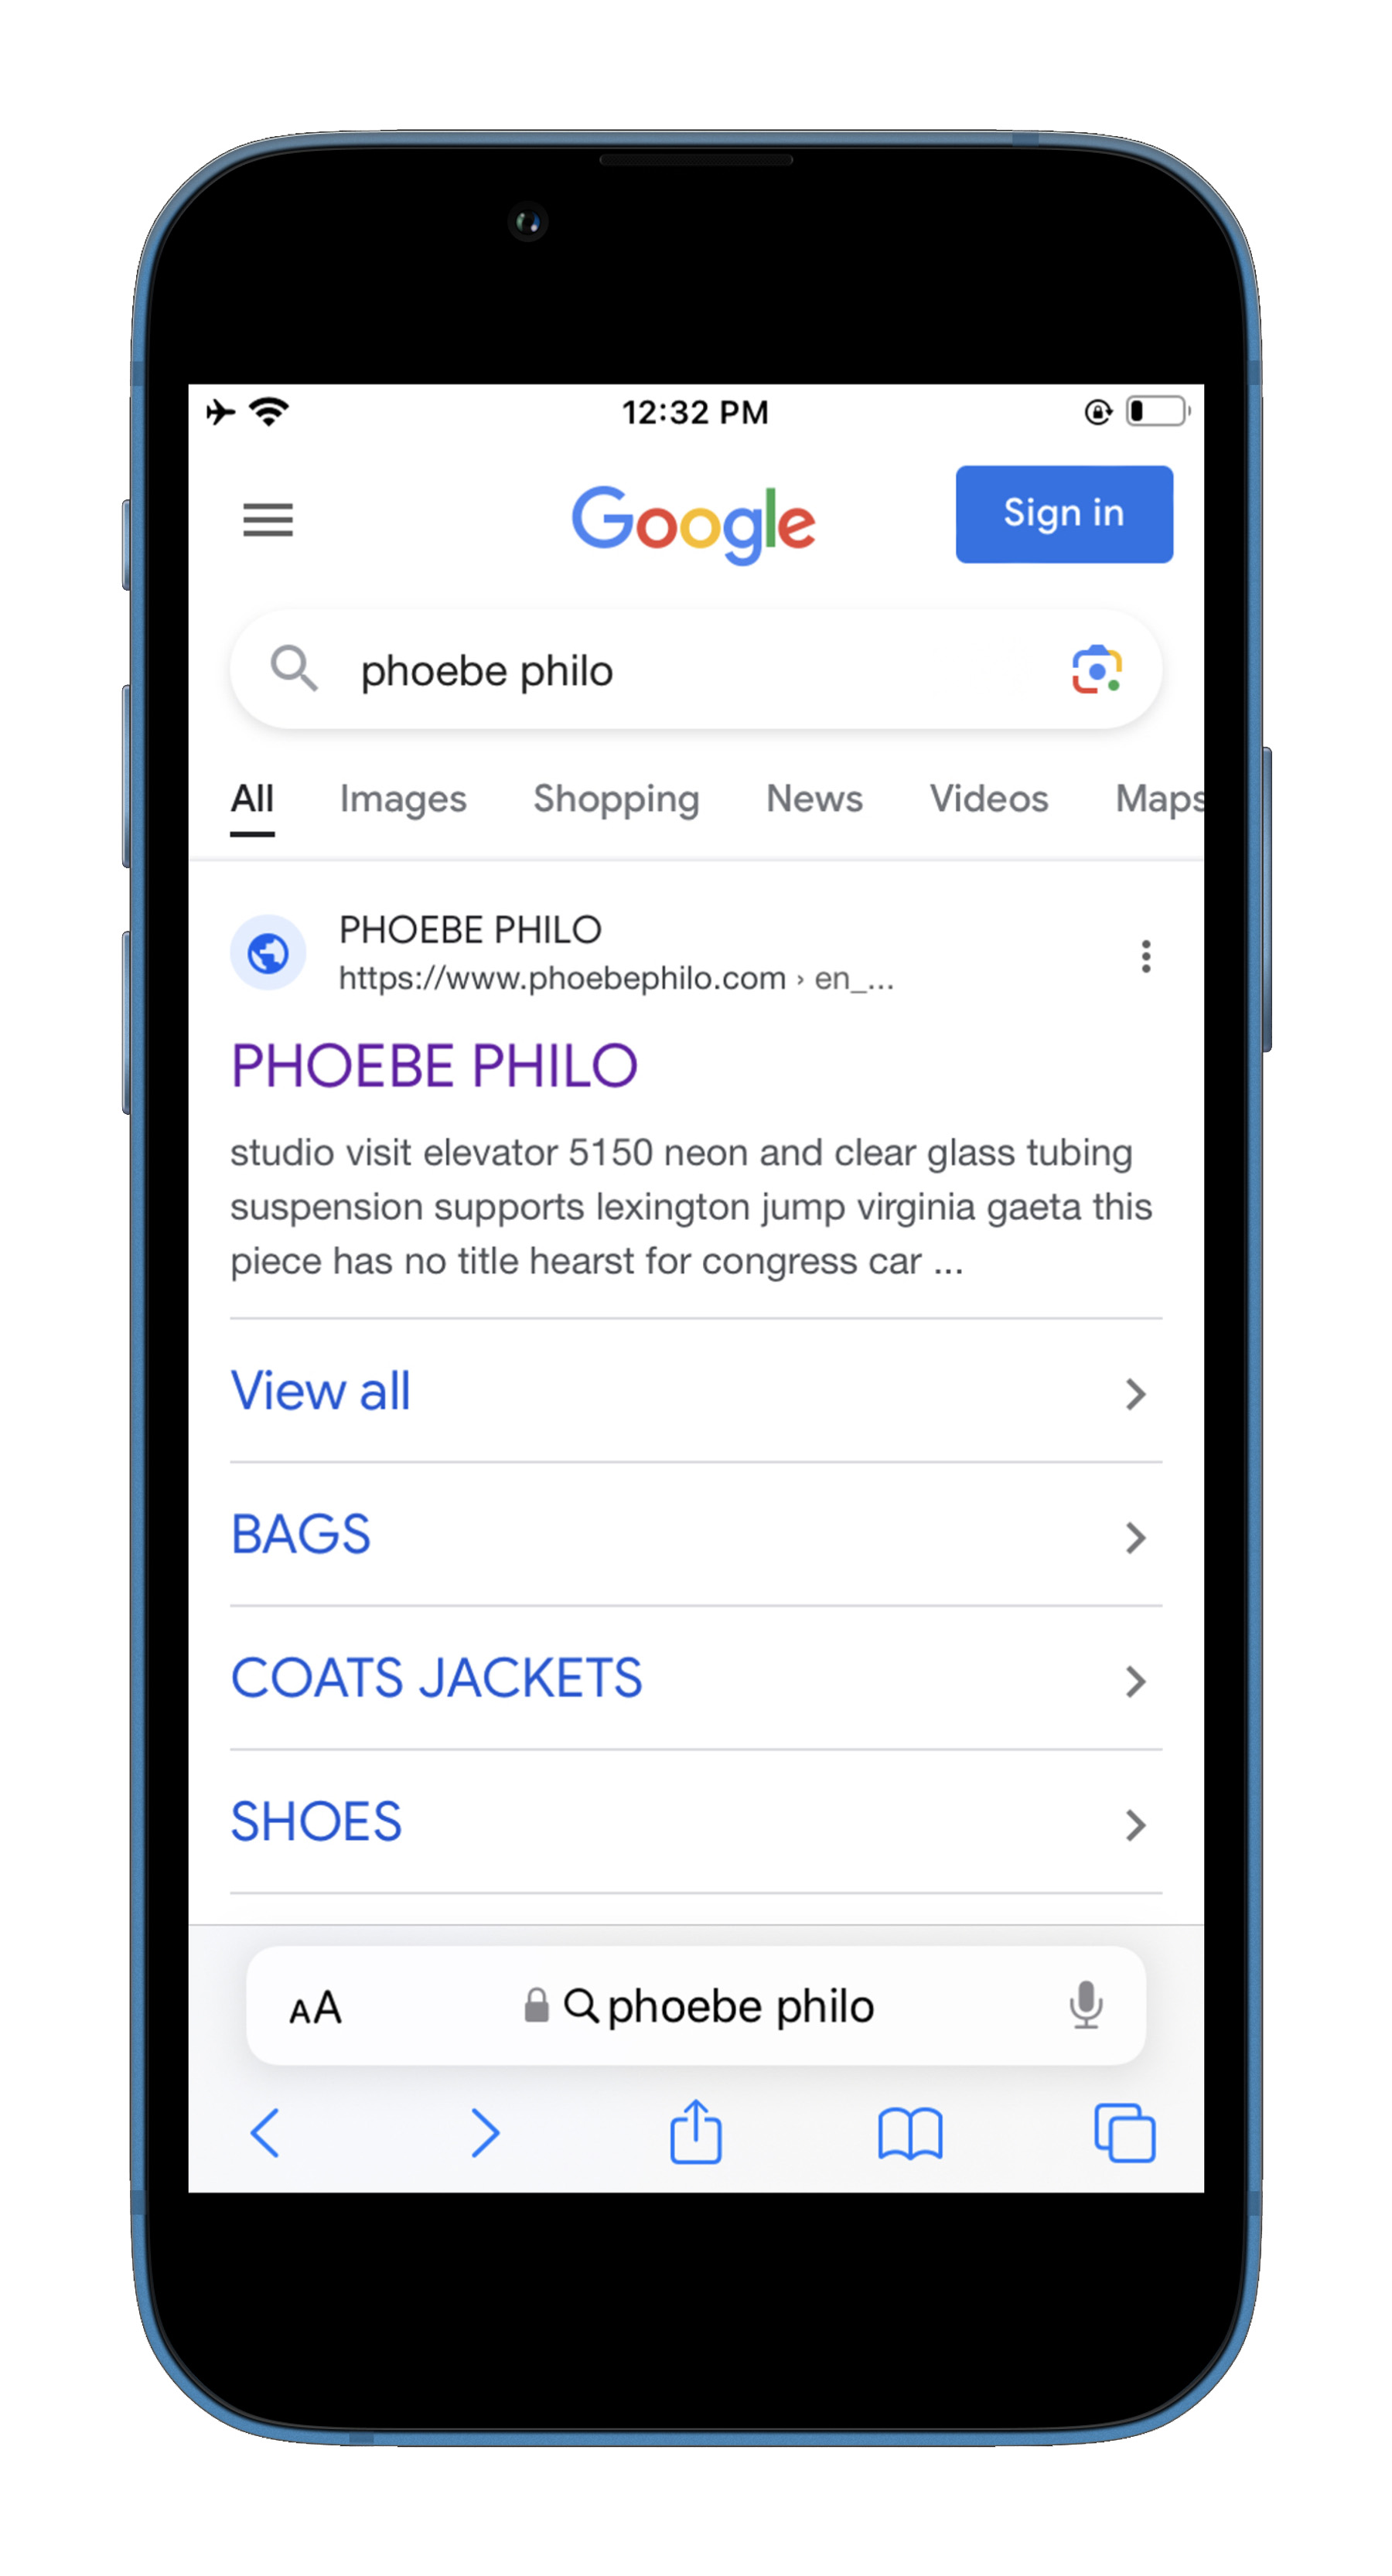 12:32 PM
Google
Sign in
phoebe philo
All Images Shopping News Videos Maps
PHOEBE PHILO
https://www.phoebephilo.com › en_...
PHOEBE PHILO
studio visit elevator 5150 neon and clear glass tubing
suspension supports lexington jump virginia gaeta this
piece has no title hearst for congress car ...
View all
BAGS
COATS JACKETS
SHOES
AA phoebe philo